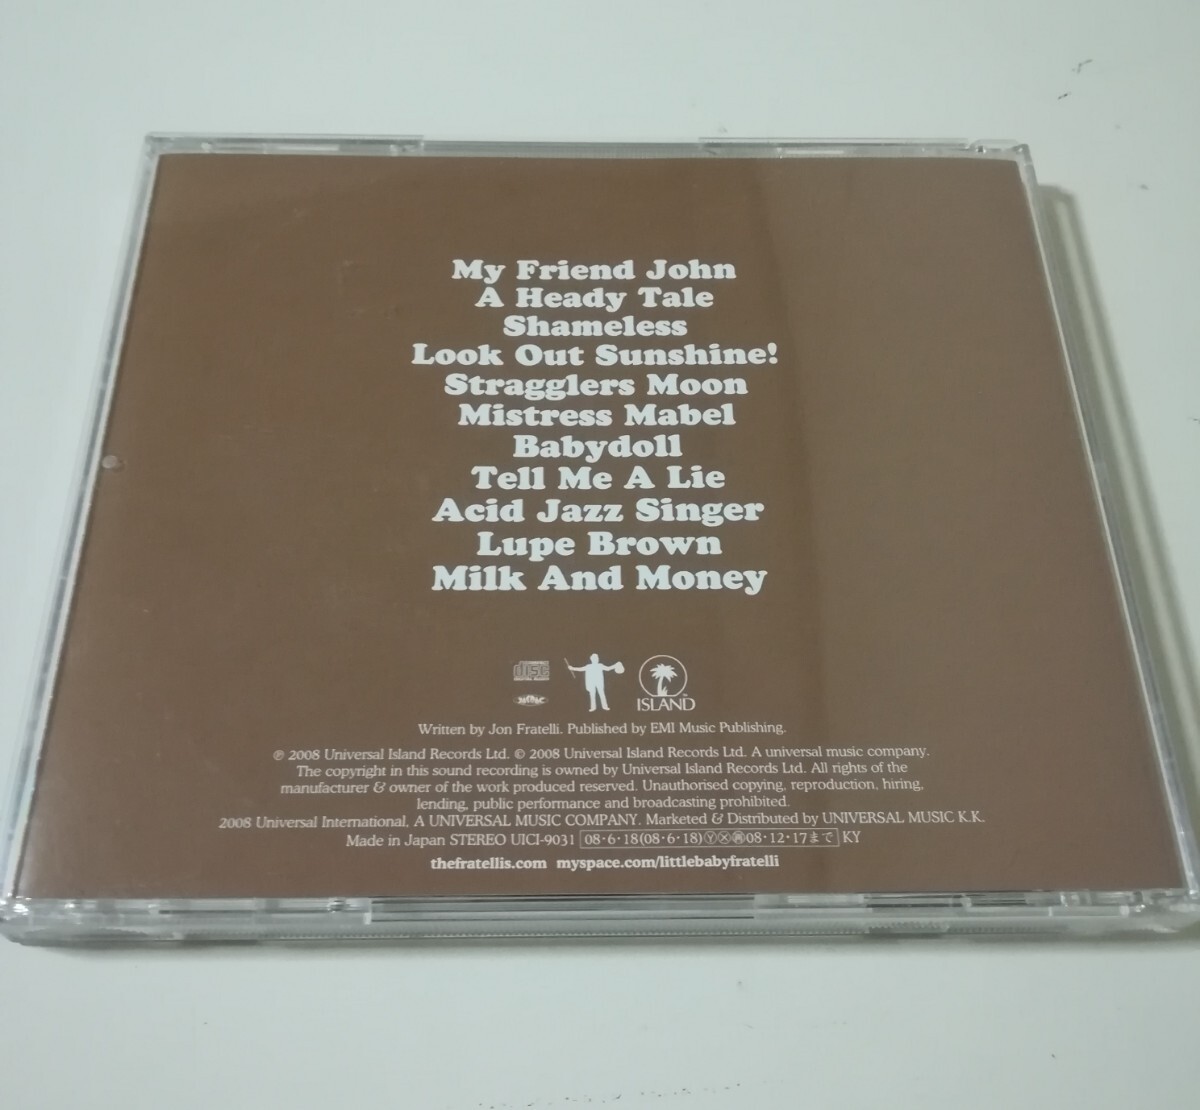 My Friend John
A Heady Tale
Shameless
Look Out Sunshine!
Stragglers Moon
Mistress Mabel
Babydoll
Tell Me A Lie
Acid Jazz Singer
Lupe Brown
Milk And Money
disc
ISLAND
Written by Jon Fratelli. Published by EMI Music Publishing.
℗ 2008 Universal Island Records Ltd. © 2008 Universal Island Records Ltd. A universal music company.
The copyright in this sound recording is owned by Universal Island Records Ltd. All rights of the
manufacturer & owner of the work produced reserved. Unauthorised copying, reproduction, hiring,
lending, public performance and broadcasting prohibited.
2008 Universal International, A UNIVERSAL MUSIC COMPANY. Marketed & Distributed by UNIVERSAL MUSIC K.K.
Made in Japan STEREO UICI-9031 08・6・18(08・6・18)Ⓨ08・12・17まで KY
thefratellis.com myspace.com/littlebabyfratelli